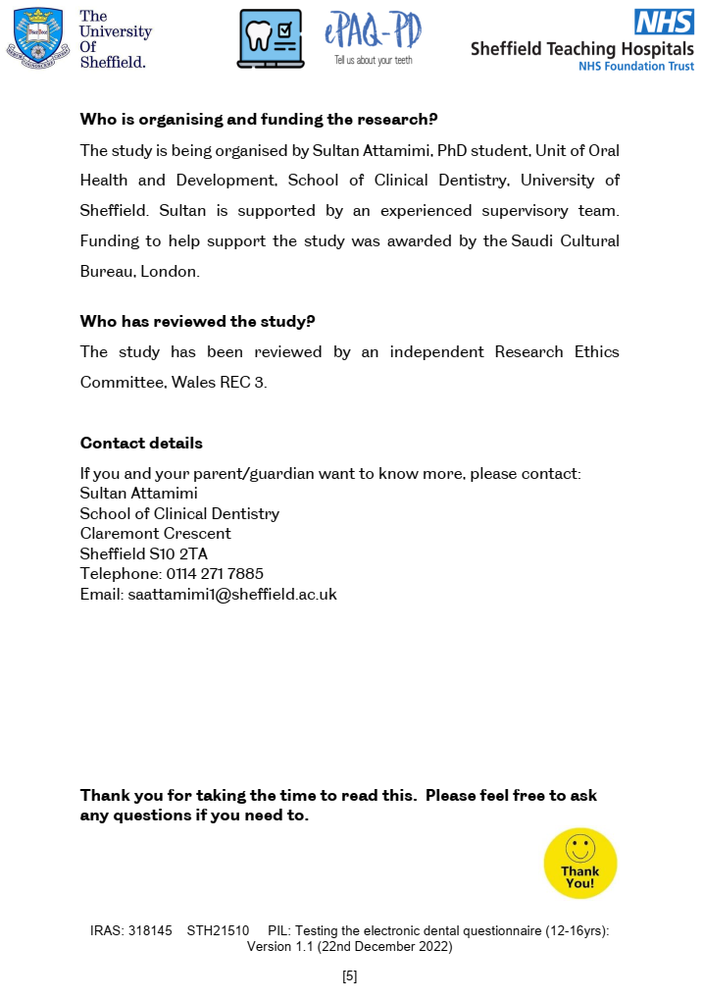 The
University
Of
Sheffield.
ePAQ-PD
Tell us about your teeth
NHS
Sheffield Teaching Hospitals
NHS Foundation Trust
Who is organising and funding the research?
The study is being organised by Sultan Attamimi, PhD student, Unit of Oral
Health and Development, School of Clinical Dentistry, University of
Sheffield. Sultan is supported by an experienced supervisory team.
Funding to help support the study was awarded by the Saudi Cultural
Bureau, London.
Who has reviewed the study?
The study has been reviewed by an independent Research Ethics
Committee, Wales REC 3.
Contact details
If you and your parent/guardian want to know more, please contact:
Sultan Attamimi
School of Clinical Dentistry
Claremont Crescent
Sheffield S10 2TA
Telephone: 0114 271 7885
Email: saattamimi1@sheffield.ac.uk
Thank you for taking the time to read this.  Please feel free to ask
any questions if you need to.
Thank
You!
IRAS: 318145    STH21510     PIL: Testing the electronic dental questionnaire (12-16yrs):
Version 1.1 (22nd December 2022)
[5]